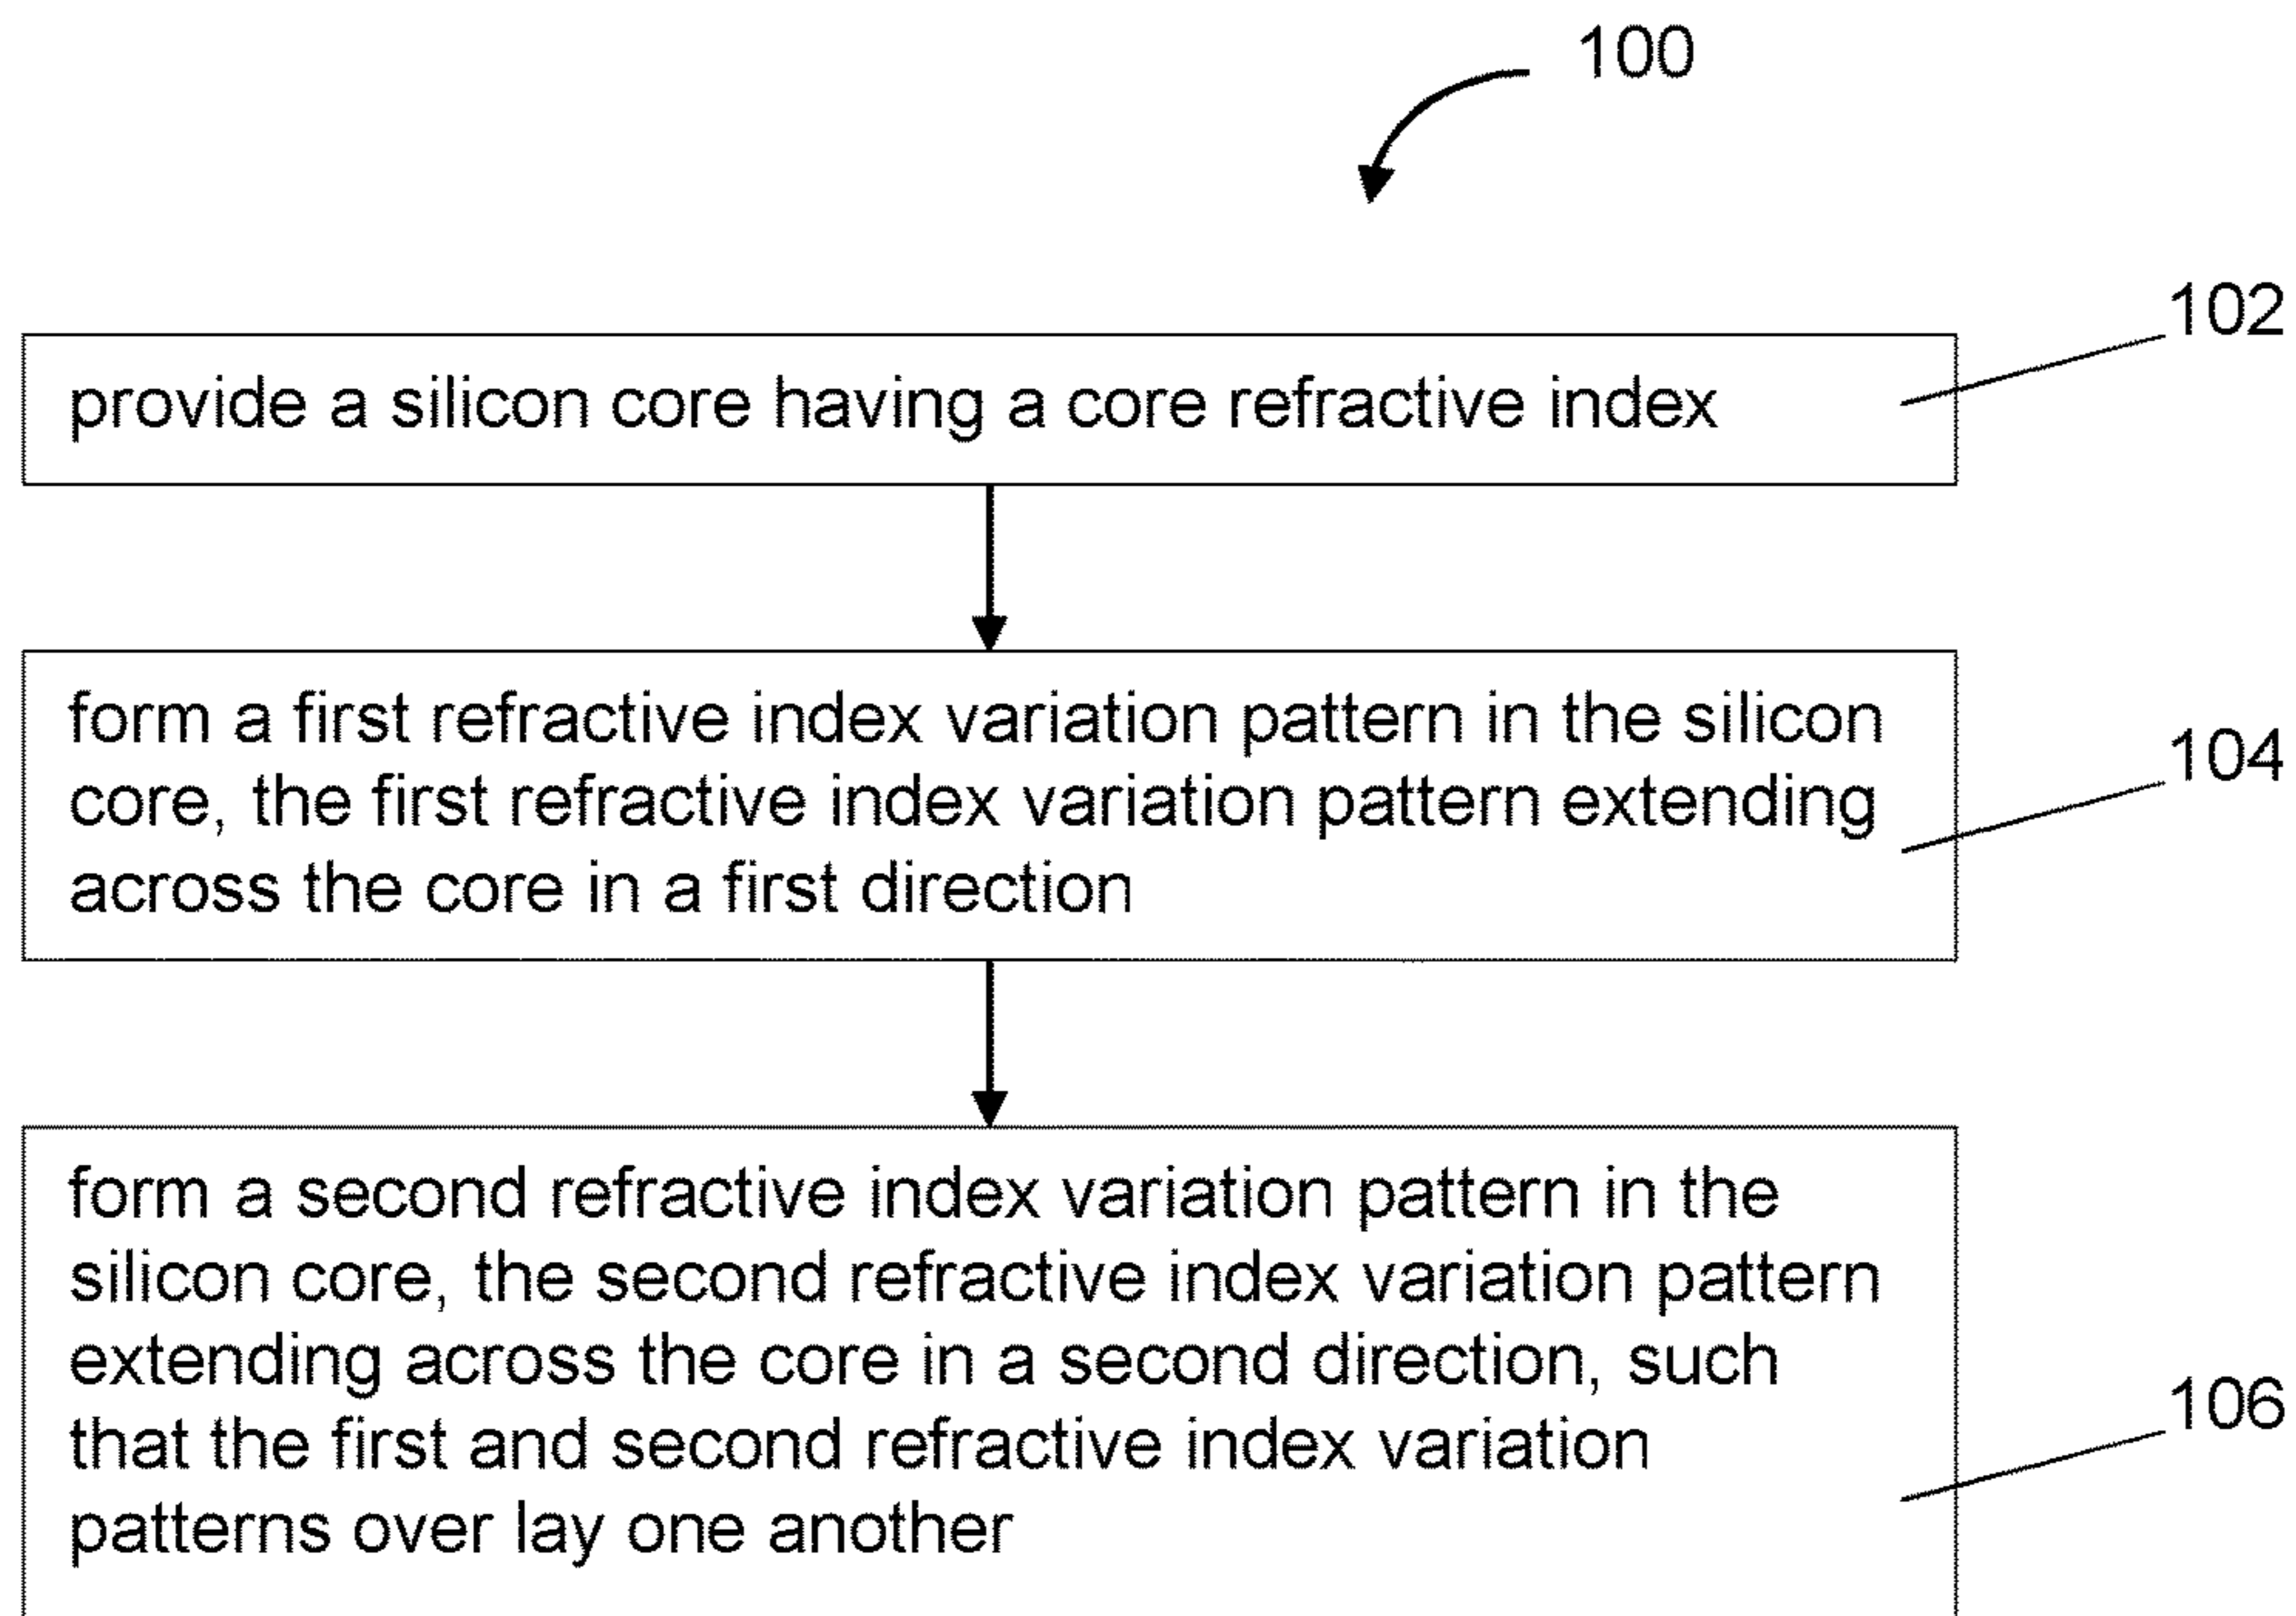 100
102
provide a silicon core having a core refractive index
form a first refractive index variation pattern in the silicon
core, the first refractive index variation pattern extending
across the core in a first direction
104
form a second refractive index variation pattern in the
silicon core, the second refractive index variation pattern
extending across the core in a second direction, such
that the first and second refractive index variation
patterns over lay one another
106